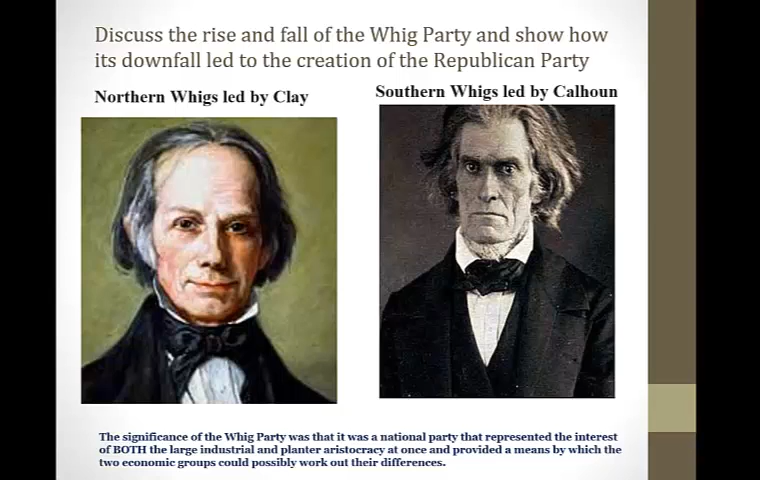 Discuss the rise and fall of the Whig Party and show how
its downfall led to the creation of the Republican Party
Northern Whigs led by Clay
Southern Whigs led by Calhoun
The significance of the Whig Party was that it was a national party that represented the interest
of BOTH the large industrial and planter aristocracy at once and provided a means by which the
two economic groups could possibly work out their differences.